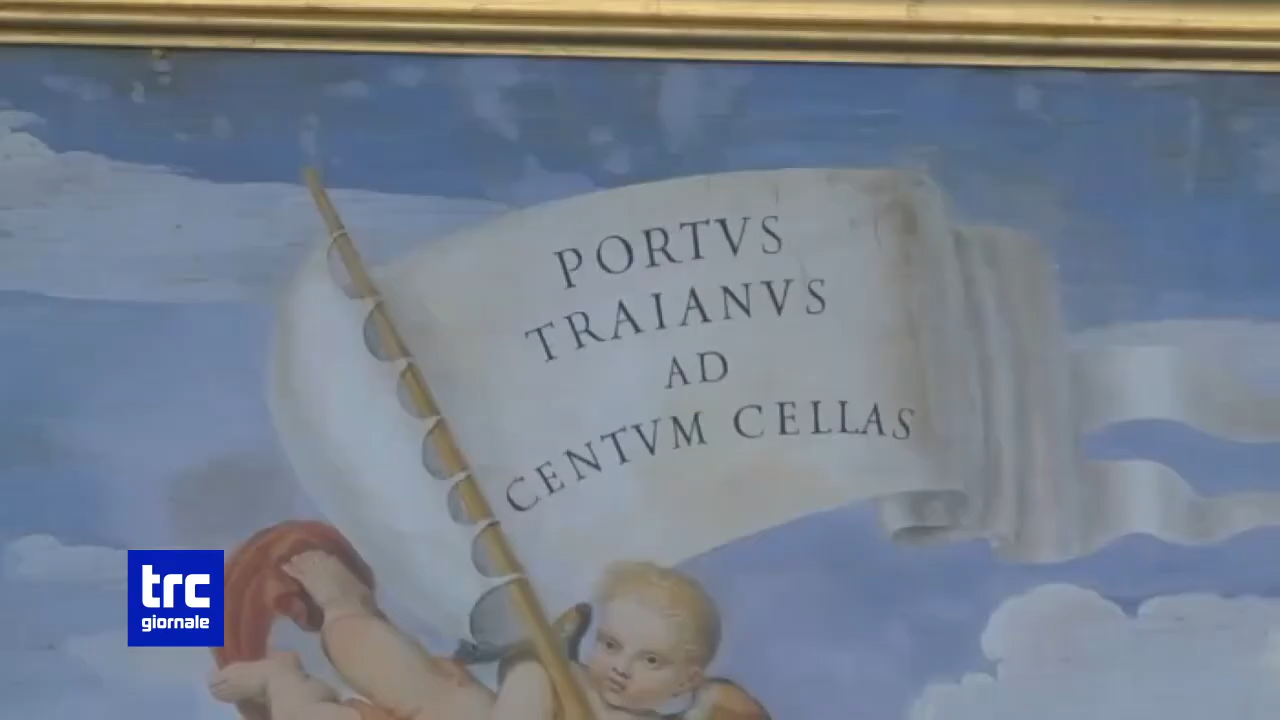 PORTVS
TRAIANVS
AD
CENTVM CELLAS
trc
giornale